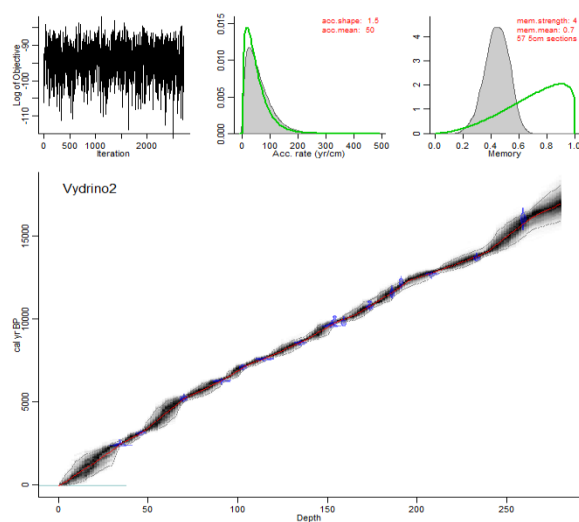 Log of Objective
-110 -100 -90
0 500 1000 2000
Iteration
acc.shape: 1.5
acc.mean: 50
0.000 0.005 0.010 0.015
0 100 200 300 400 500
Acc. rate (yr/cm)
mem.strength: 4
mem.mean: 0.7
57 5cm sections
0 1 2 3 4
0.0 0.2 0.4 0.6 0.8 1.0
Memory
Vydrino2
cal yr BP
0 5000 10000 15000
0 50 100 150 200 250
Depth